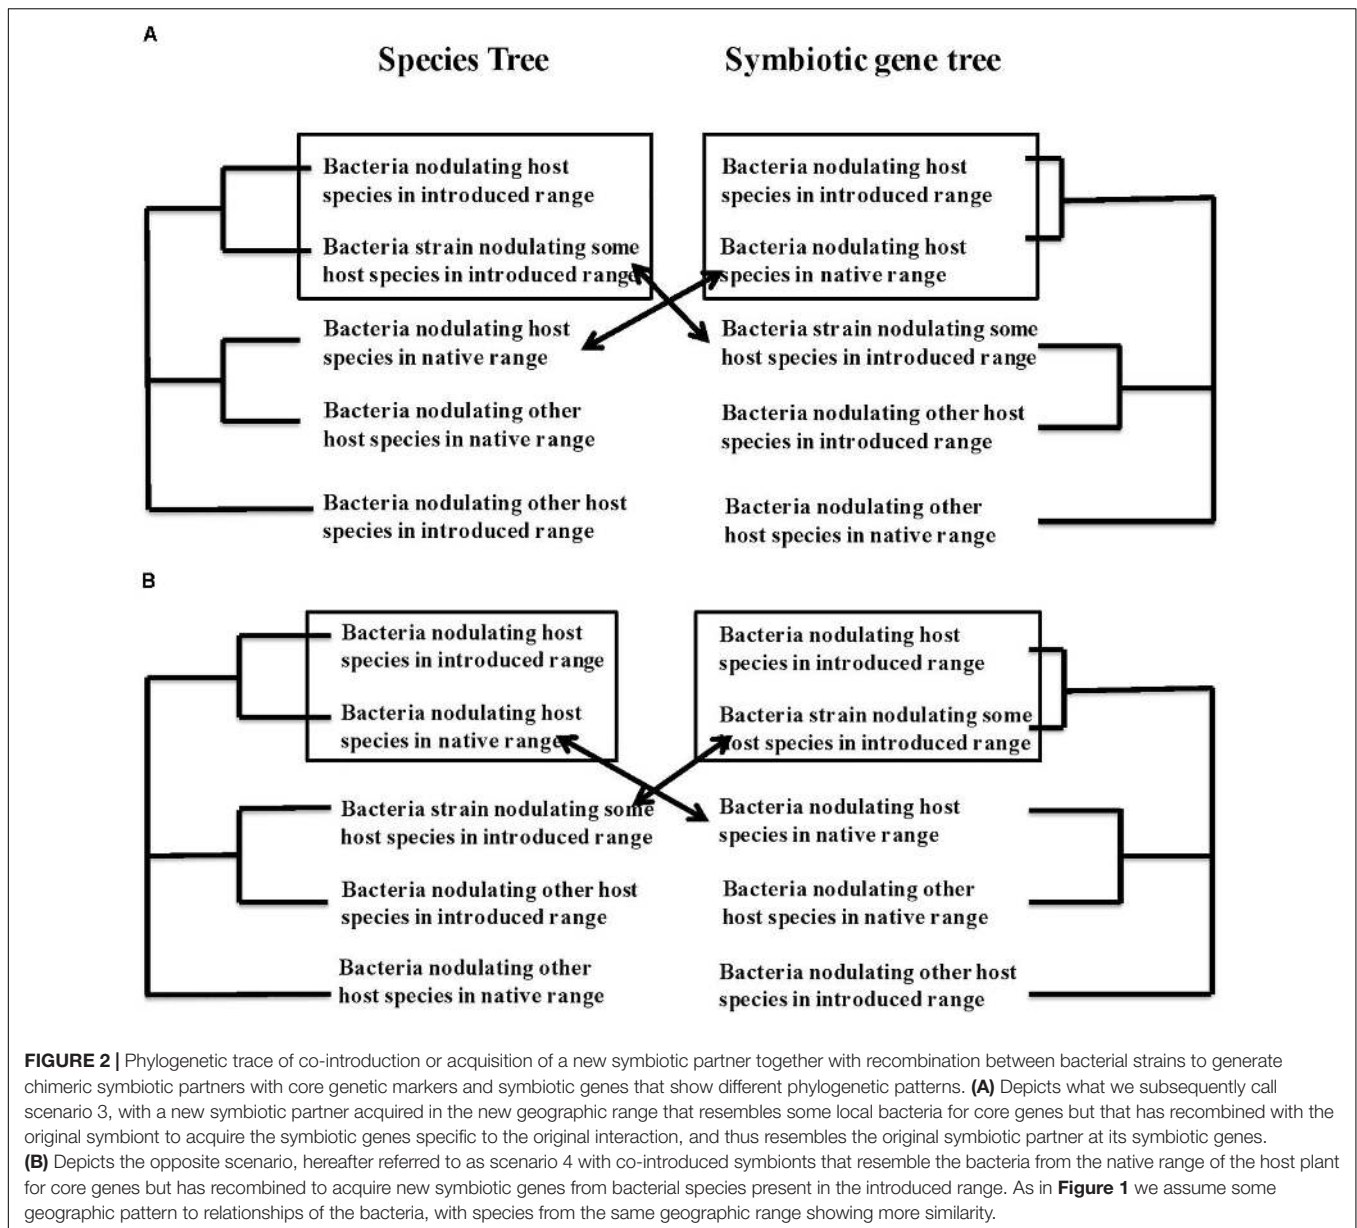 A
Species Tree
Symbiotic gene tree
Bacteria nodulating host
species in introduced range
Bacteria strain nodulating some
host species in introduced range
Bacteria nodulating host
species in native range
Bacteria nodulating other
host species in native range
Bacteria nodulating other host
species in introduced range
Bacteria nodulating host
species in introduced range
Bacteria nodulating host
species in native range
Bacteria strain nodulating some
host species in introduced range
Bacteria nodulating other host
species in introduced range
Bacteria nodulating other
host species in native range
B
Bacteria nodulating host
species in introduced range
Bacteria nodulating host
species in native range
Bacteria strain nodulating some
host species in introduced range
Bacteria nodulating other host
species in introduced range
Bacteria nodulating other
host species in native range
Bacteria nodulating host
species in introduced range
Bacteria strain nodulating some
host species in introduced range
Bacteria nodulating host
species in native range
Bacteria nodulating other
host species in native range
Bacteria nodulating other host
species in introduced range
FIGURE 2 | Phylogenetic trace of co-introduction or acquisition of a new symbiotic partner together with recombination between bacterial strains to generate
chimeric symbiotic partners with core genetic markers and symbiotic genes that show different phylogenetic patterns. (A) Depicts what we subsequently call
scenario 3, with a new symbiotic partner acquired in the new geographic range that resembles some local bacteria for core genes but that has recombined with the
original symbiont to acquire the symbiotic genes specific to the original interaction, and thus resembles the original symbiotic partner at its symbiotic genes.
(B) Depicts the opposite scenario, hereafter referred to as scenario 4 with co-introduced symbionts that resemble the bacteria from the native range of the host plant
for core genes but has recombined to acquire new symbiotic genes from bacterial species present in the introduced range. As in Figure 1 we assume some
geographic pattern to relationships of the bacteria, with species from the same geographic range showing more similarity.